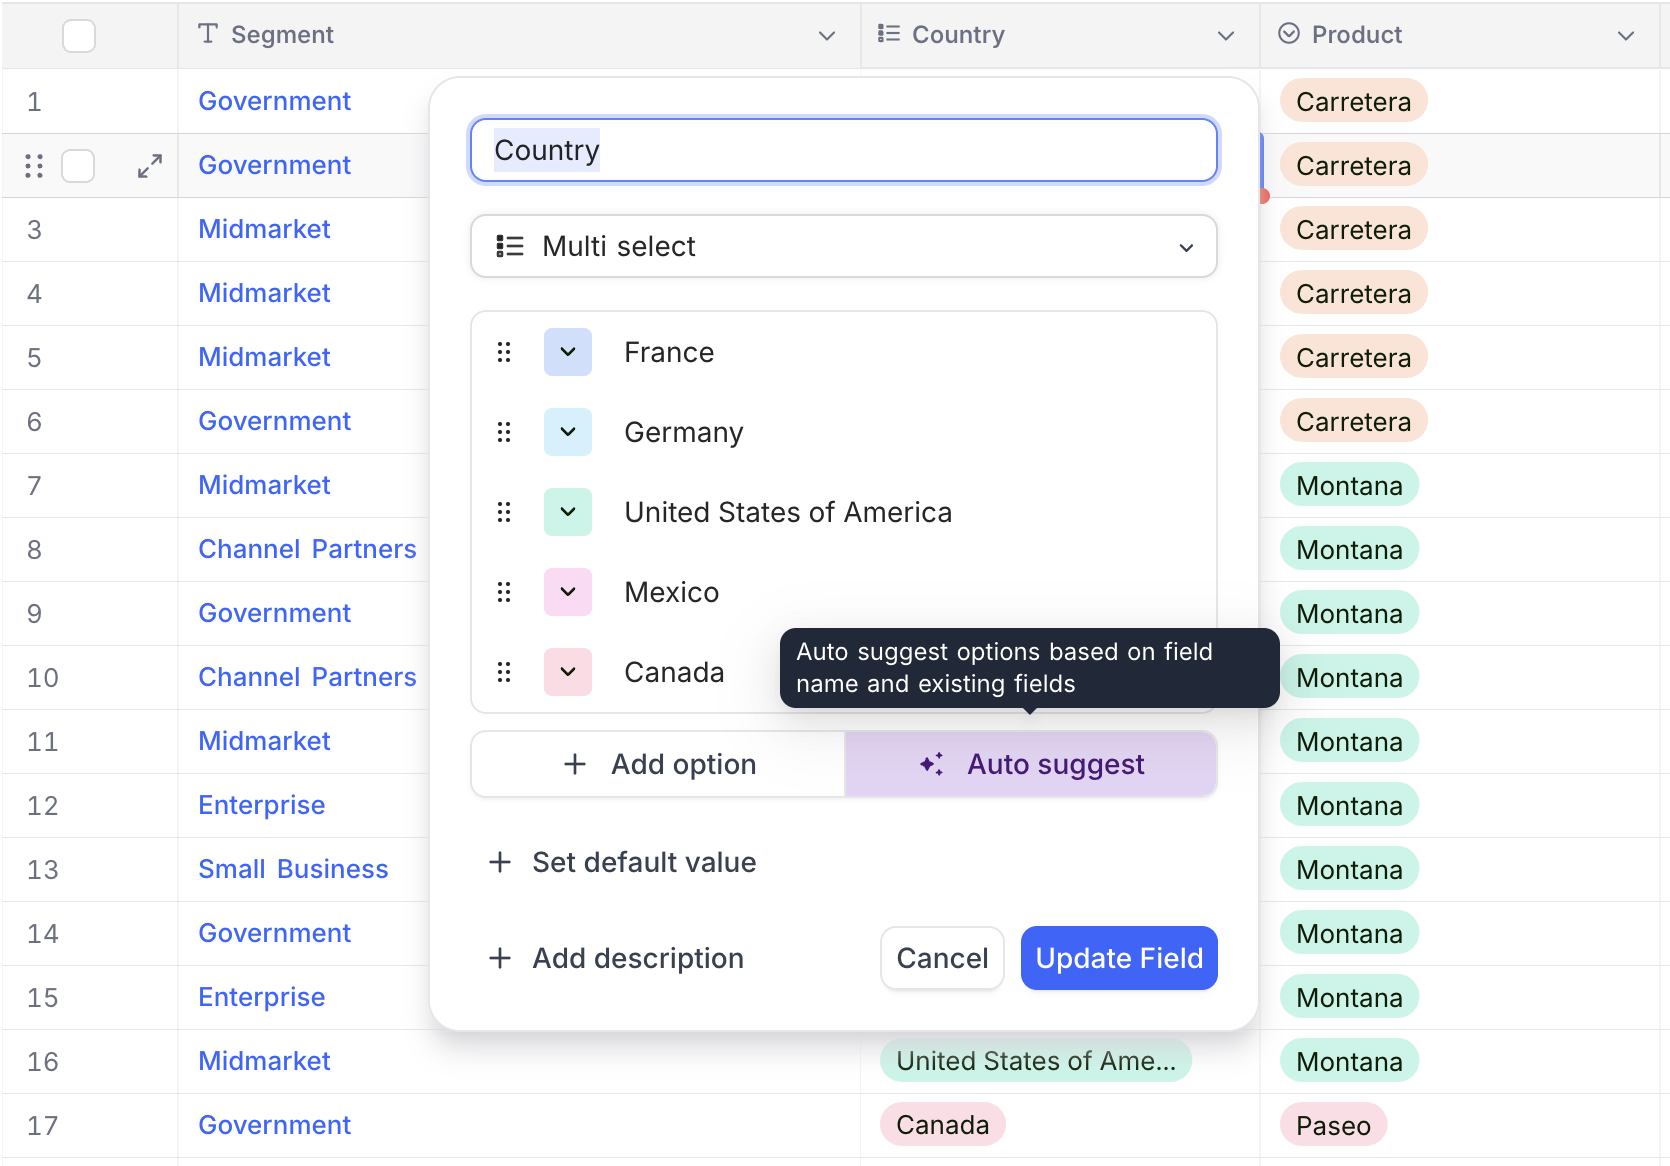 Segment
Country
Product
1
Government
Carretera
Country
Government
Carretera
3
Midmarket
Carretera
Multi select
4
Midmarket
Carretera
5
Midmarket
France
Carretera
6
Government
Germany
Carretera
7
Midmarket
United States of America
Montana
8
Channel Partners
Montana
9
Government
Mexico
Montana
10
Channel Partners
Canada
Auto suggest options based on field
name and existing fields
Montana
11
Midmarket
Add option
Auto suggest
Montana
12
Enterprise
Montana
13
Small Business
Set default value
Montana
14
Government
Add description
Cancel
Update Field
Montana
15
Enterprise
Montana
16
Midmarket
United States of Ame...
Montana
17
Government
Canada
Paseo